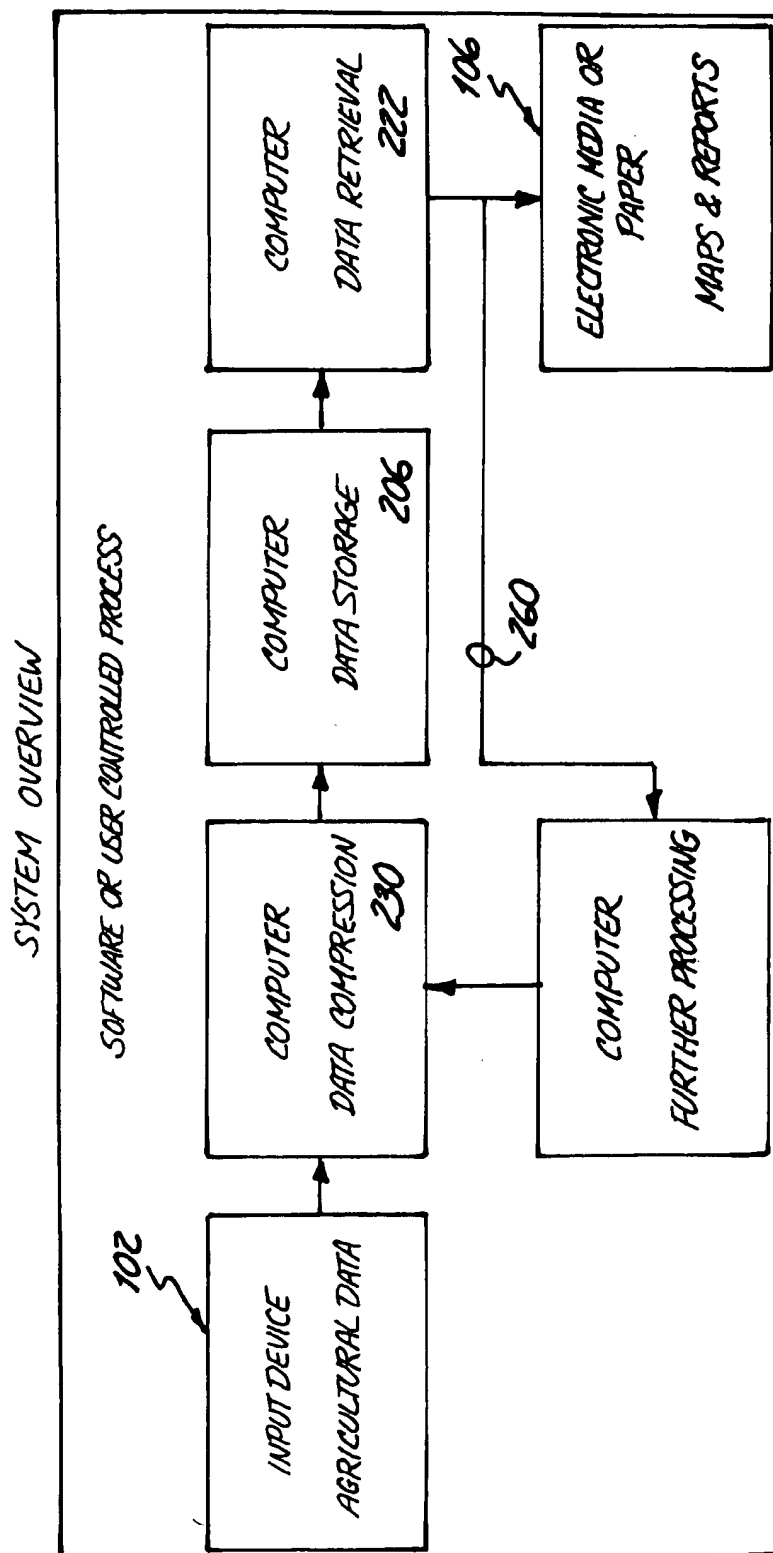 SYSTEM OVERVIEW
SOFTWARE OR USER CONTROLLED PROCESS
102
INPUT DEVICE
AGRICULTURAL DATA
COMPUTER
DATA COMPRESSION
230
COMPUTER
DATA STORAGE
206
COMPUTER
DATA RETRIEVAL
222
260
COMPUTER
FURTHER PROCESSING
106
ELECTRONIC MEDIA OR
PAPER
MAPS & REPORTS